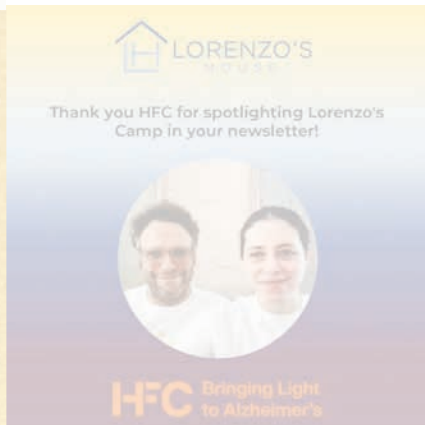 LORENZO'S
HOUSE
Thank you HFC for spotlighting Lorenzo's
Camp in your newsletter!
HFC Bringing Light
to Alzheimer's